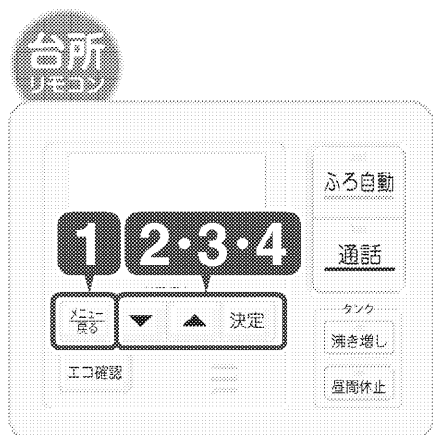 台所
リモコン
ふろ自動
1
2・3・4
通話
メニュー
戻る
▼
▲
決定
タンク
沸き増し
エコ確認
昼間休止